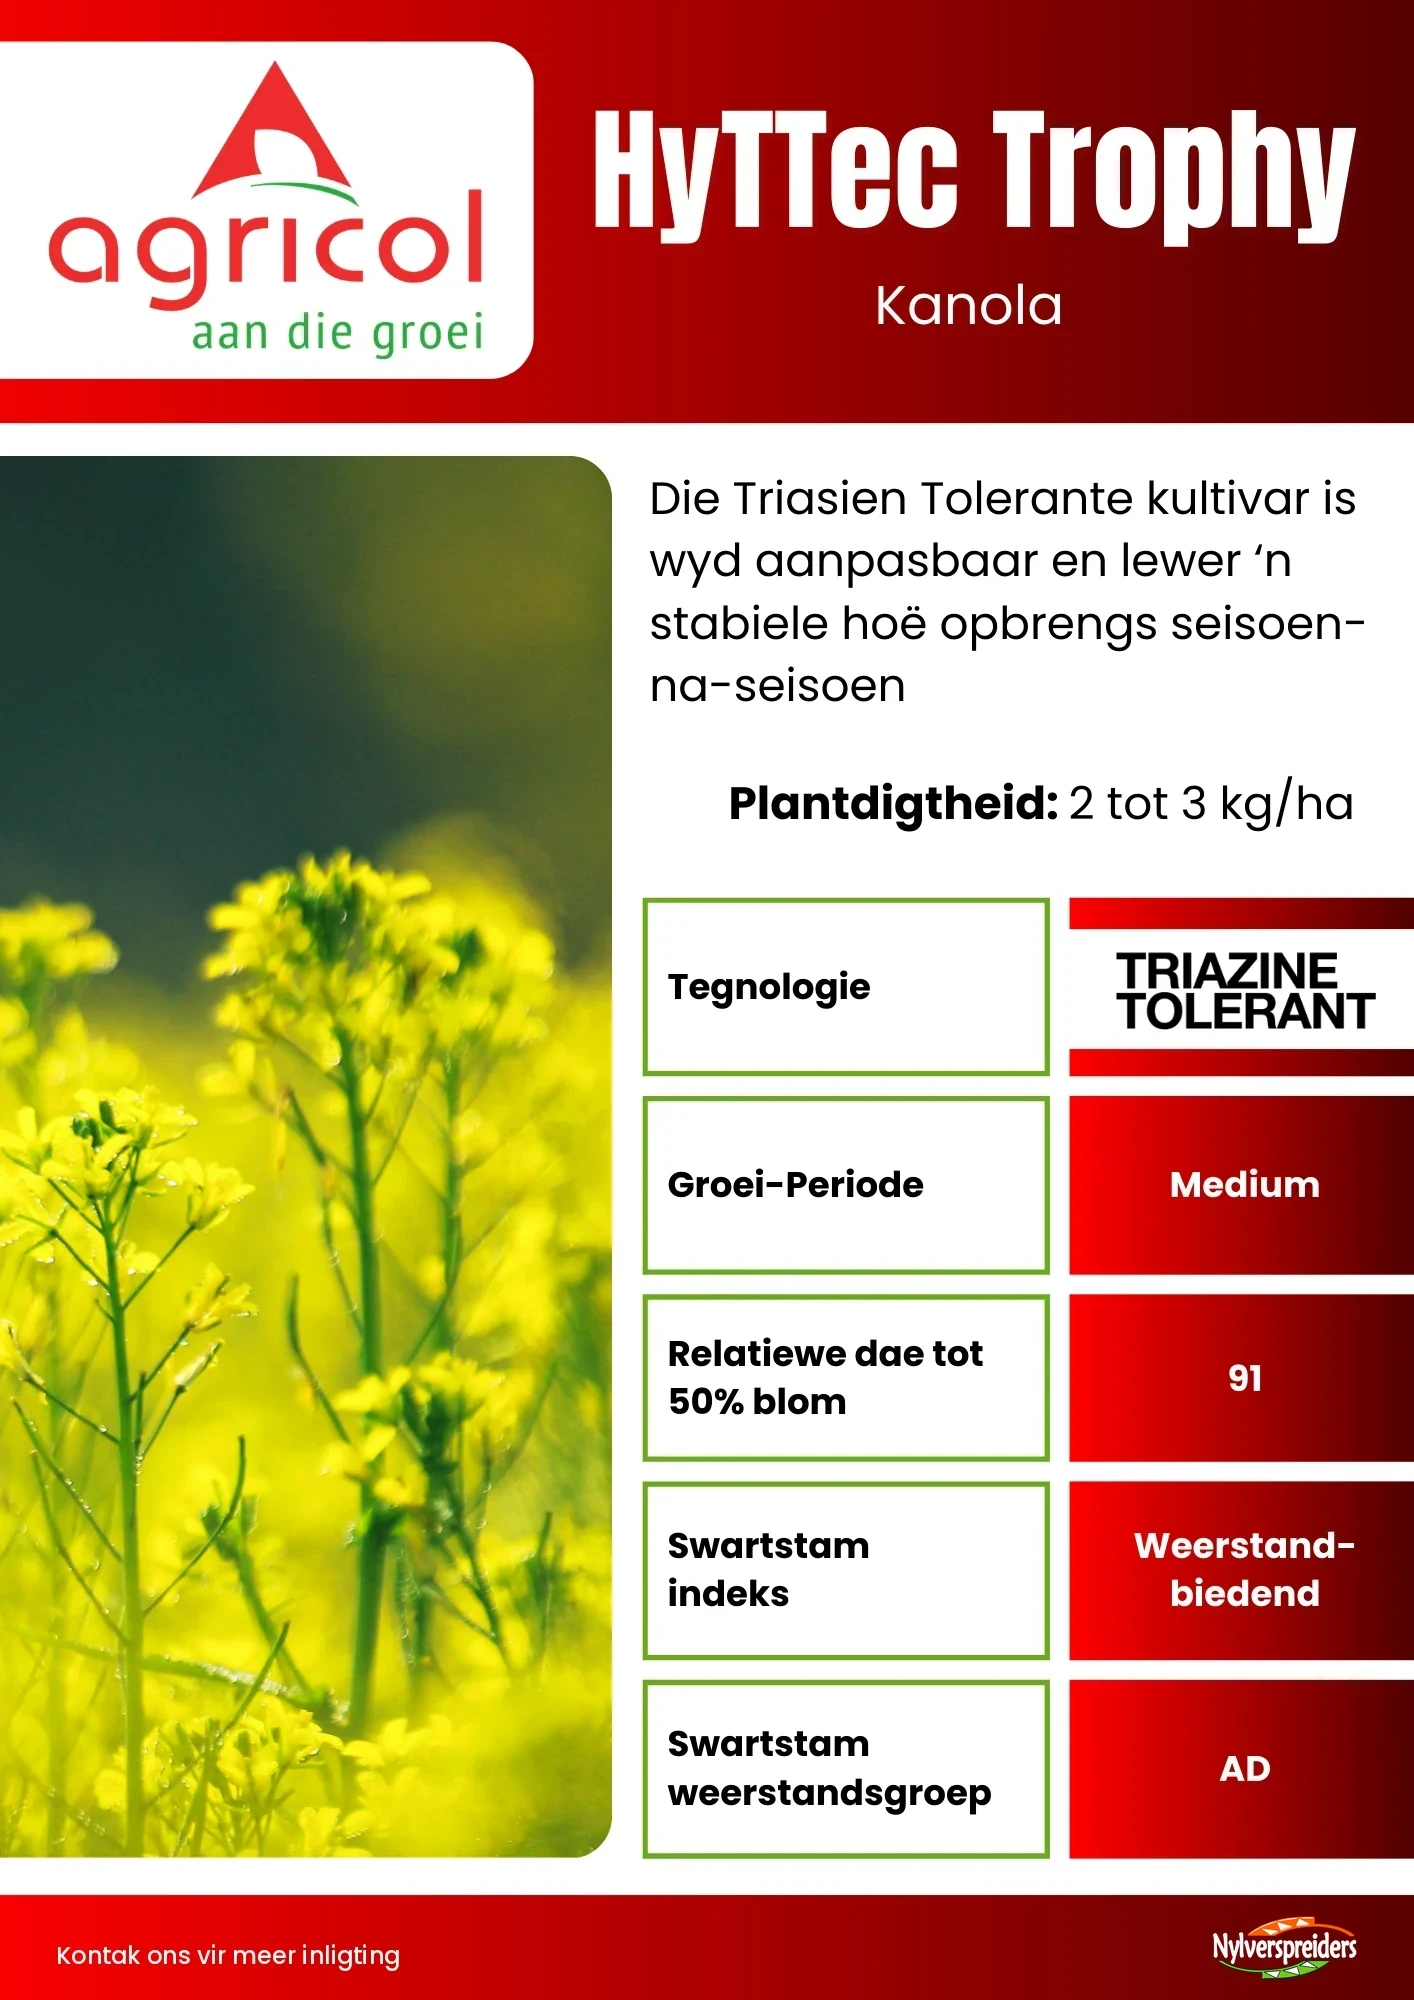 agricol
aan die groei
HyTTec Trophy
Kanola
Die Triasien Tolerante kultivar is
wyd aanpasbaar en lewer ‘n
stabiele hoë opbrengs seisoen-
na-seisoen
Plantdigtheid: 2 tot 3 kg/ha
Tegnologie
TRIAZINE
TOLERANT
Groei-Periode
Medium
Relatiewe dae tot
50% blom
91
Swartstam
indeks
Weerstand-
biedend
Swartstam
weerstandsgroep
AD
Kontak ons vir meer inligting
Nylverspreiders